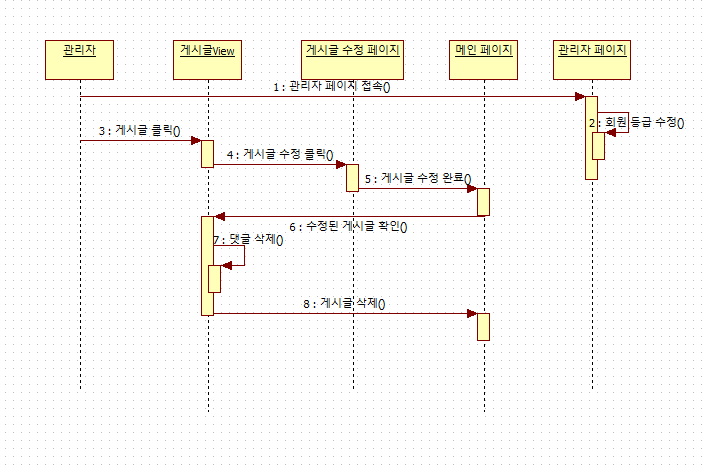 관리자
게시글View
게시글 수정 페이지
메인 페이지
관리자 페이지
1 : 관리자 페이지 접속()
2 : 회원 등급 수정()
3 : 게시글 클릭()
4 : 게시글 수정 클릭()
5 : 게시글 수정 완료()
6 : 수정된 게시글 확인()
7 : 댓글 삭제()
8 : 게시글 삭제()